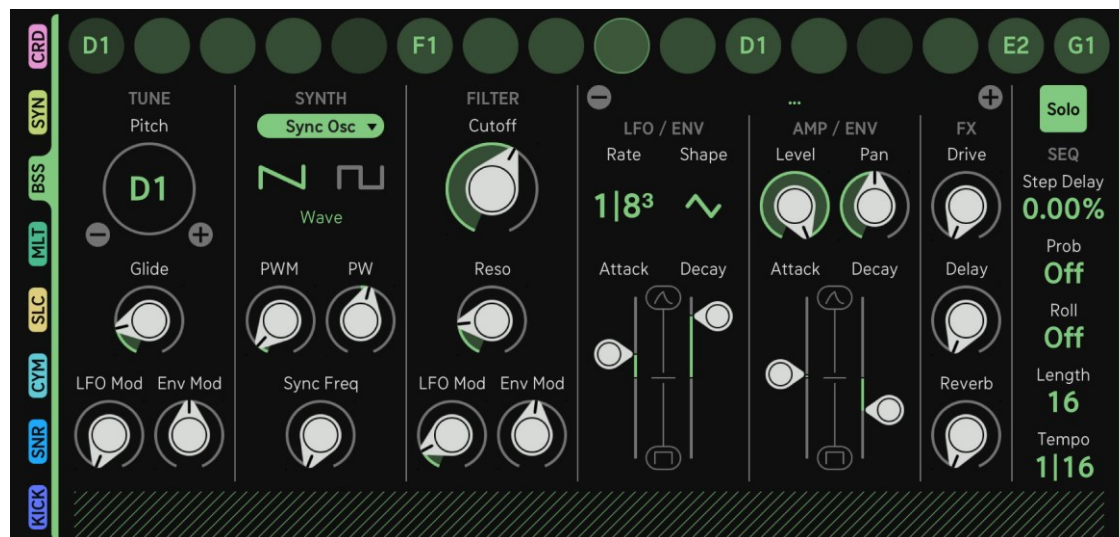 CRD
SYN
BSS
MLT
SLC
CYM
SNR
KICK
D1 F1 D1 E2 G1
TUNE
Pitch
D1
Glide
LFO Mod Env Mod
SYNTH
Sync Osc
Wave
PWM PW
Sync Freq
FILTER
Cutoff
Reso
LFO Mod Env Mod
...
LFO / ENV
Rate Shape
1|8³
Attack Decay
AMP / ENV
Level Pan
Attack Decay
FX
Drive
Delay
Reverb
Solo
SEQ
Step Delay
0.00%
Prob
Off
Roll
Off
Length
16
Tempo
1|16